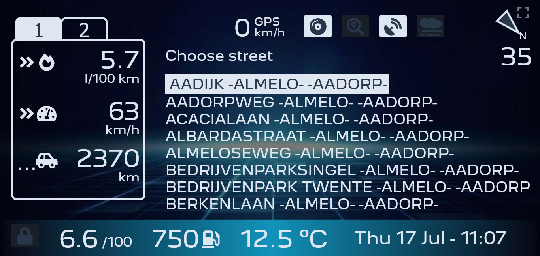 1 2
0 GPS km/h
N
35
5.7
l/100 km
63
km/h
...2370
km
Choose street
AADIJK -ALMELO- -AADORP-
AADORPWEG -ALMELO- -AADORP-
ACACIALAAN -ALMELO- -AADORP-
ALBARDASTRAAT -ALMELO- -AADORP-
ALMELOSEWEG -ALMELO- -AADORP-
BEDRIJVENPARKSINGEL -ALMELO- -AADORP-
BEDRIJVENPARK TWENTE -ALMELO- -AADORP
BERKENLAAN -ALMELO- -AADORP-
6.6 /100 750 12.5 °C Thu 17 Jul - 11:07